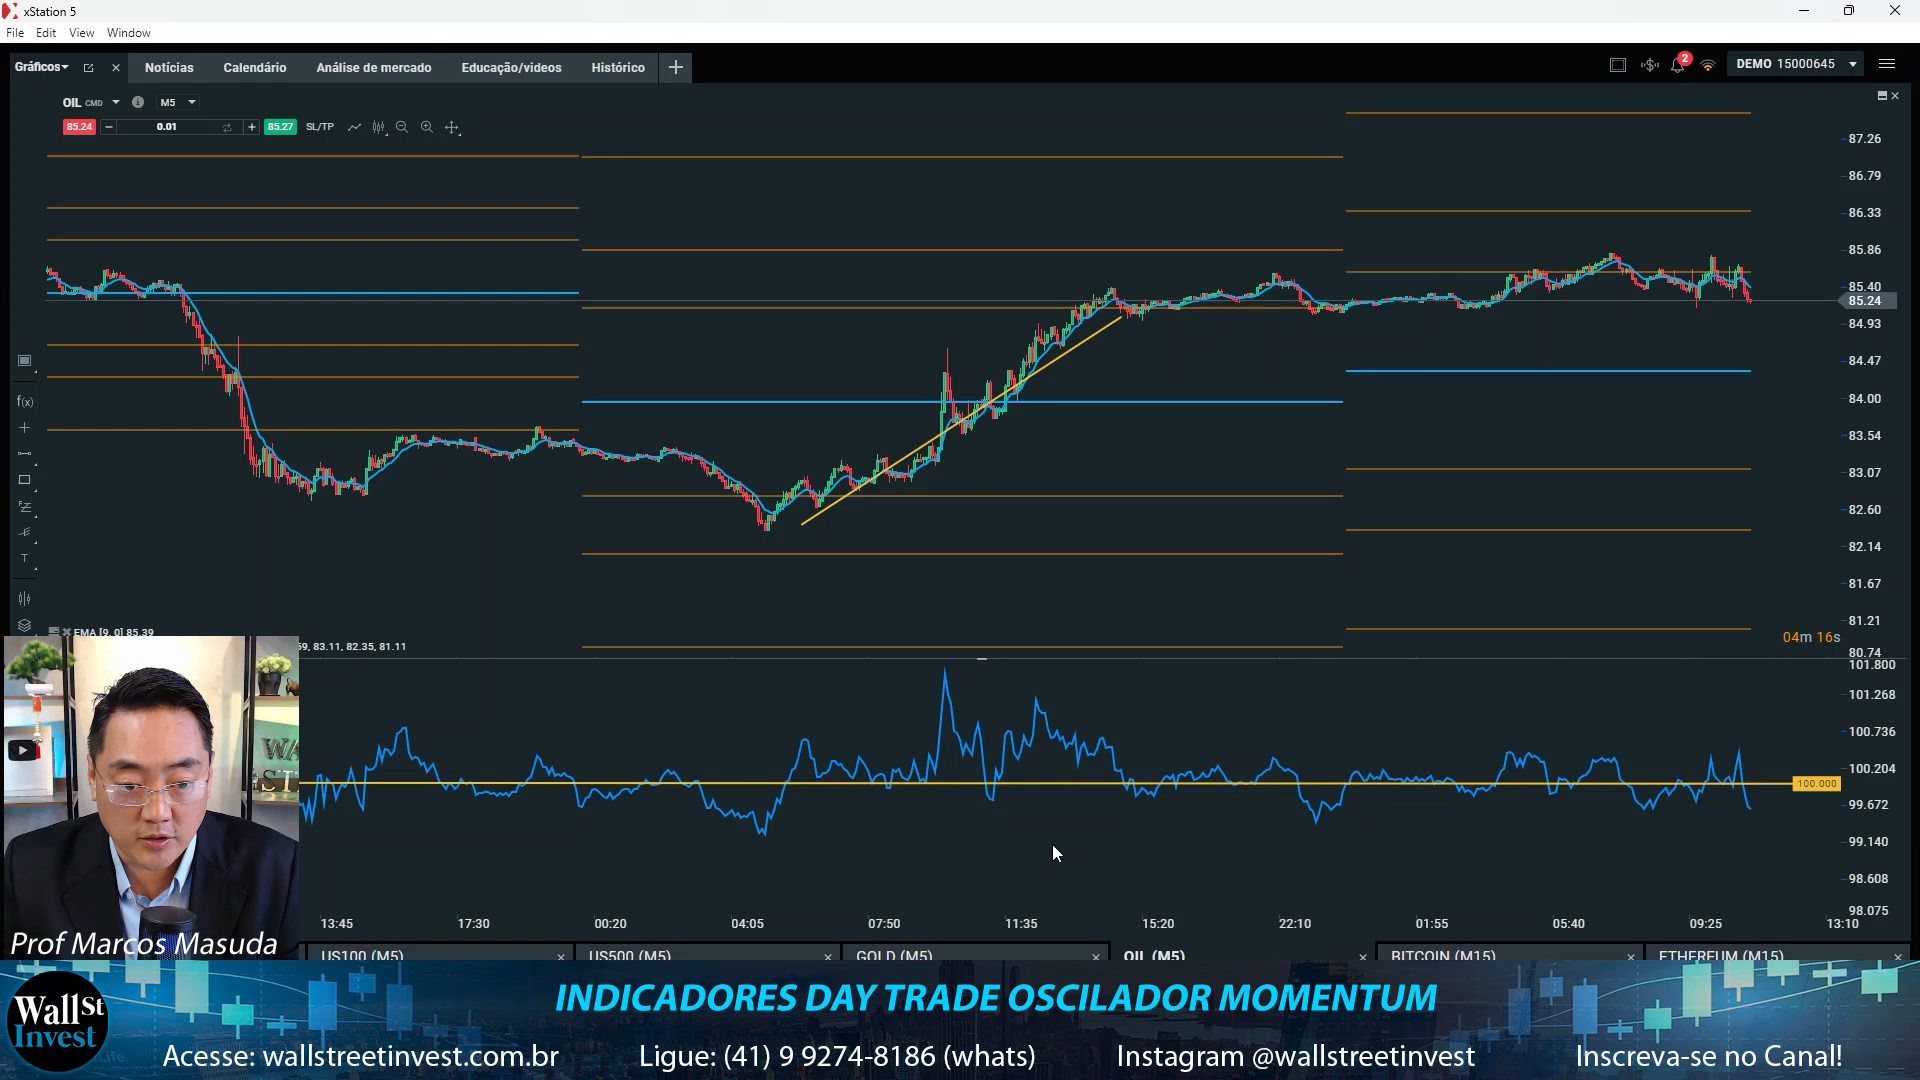 xStation 5
File Edit View Window
Gráficos Notícias Calendário Análise de mercado Educação/videos Histórico
2 DEMO 15000645
OIL CMD M5
85.24 0.01 85.27 SL/TP
87.26
86.79
86.33
85.86
85.40
85.24
84.93
84.47
84.00
83.54
83.07
82.60
82.14
81.67
81.21
80.74
f(x)
T
EMA [9, 0] 85.39
83.11, 82.35, 81.11
04m 16s
101.800
101.268
100.736
100.204
100.000
99.672
99.140
98.608
98.075
13:45 17:30 00:20 04:05 07:50 11:35 15:20 22:10 01:55 05:40 09:25 13:10
Prof Marcos Masuda
US100 (M5) US500 (M5) GOLD (M5) OIL (M5) BITCOIN (M15) ETHEREUM (M15)
Wall St
Invest
INDICADORES DAY TRADE OSCILADOR MOMENTUM
Acesse: wallstreetinvest.com.br Ligue: (41) 9 9274-8186 (whats) Instagram @wallstreetinvest Inscreva-se no Canal!